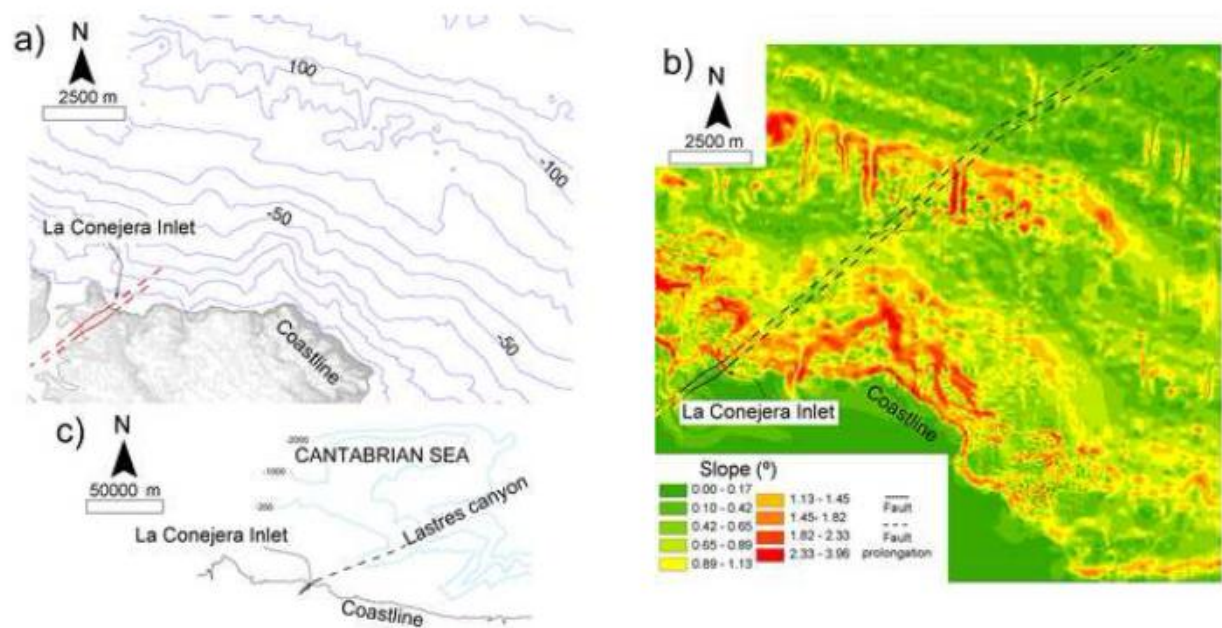 a)
N
2500 m
100
-100
-50
La Conejera Inlet
-50
Coastline
c)
N
50000 m
-2000
-1000
-200
CANTABRIAN SEA
Lastres canyon
La Conejera Inlet
Coastline
b)
N
2500 m
La Conejera Inlet
Coastline
Slope (º)
0.00 - 0.17
0.10 - 0.42
0.42 - 0.65
0.65 - 0.89
0.89 - 1.13
1.13 - 1.45
1.45- 1.82
1.82 - 2.33
2.33 - 3.96
Fault
Fault
prolongation